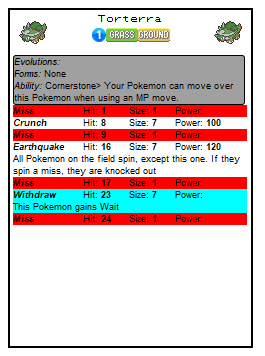 Torterra
1 GRASS GROUND
Evolutions:
Forms: None
Ability: Cornerstone> Your Pokemon can move over
this Pokemon when using an MP move.
Miss Hit: 1 Size: 1 Power:
Crunch Hit: 8 Size: 7 Power: 100
Miss Hit: 9 Size: 1 Power:
Earthquake Hit: 16 Size: 7 Power: 120
All Pokemon on the field spin, except this one. If they
spin a miss, they are knocked out
Miss Hit: 17 Size: 1 Power:
Withdraw Hit: 23 Size: 7 Power:
This Pokemon gains Wait
Miss Hit: 24 Size: 1 Power: